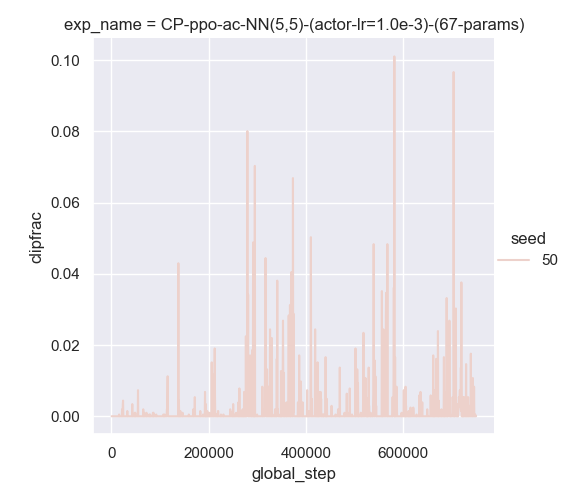 exp_name = CP-ppo-ac-NN(5,5)-(actor-lr=1.0e-3)-(67-params)
0.10
0.08
0.06
0.04
0.02
0.00
clipfrac
0
200000
400000
600000
global_step
seed
50